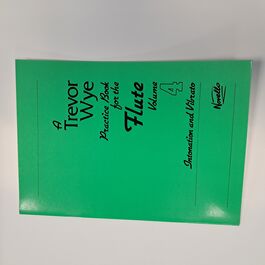 A
Trevor
Wye
Practice Book
for the
Flute
Volume
4
Intonation and Vibrato
Novello